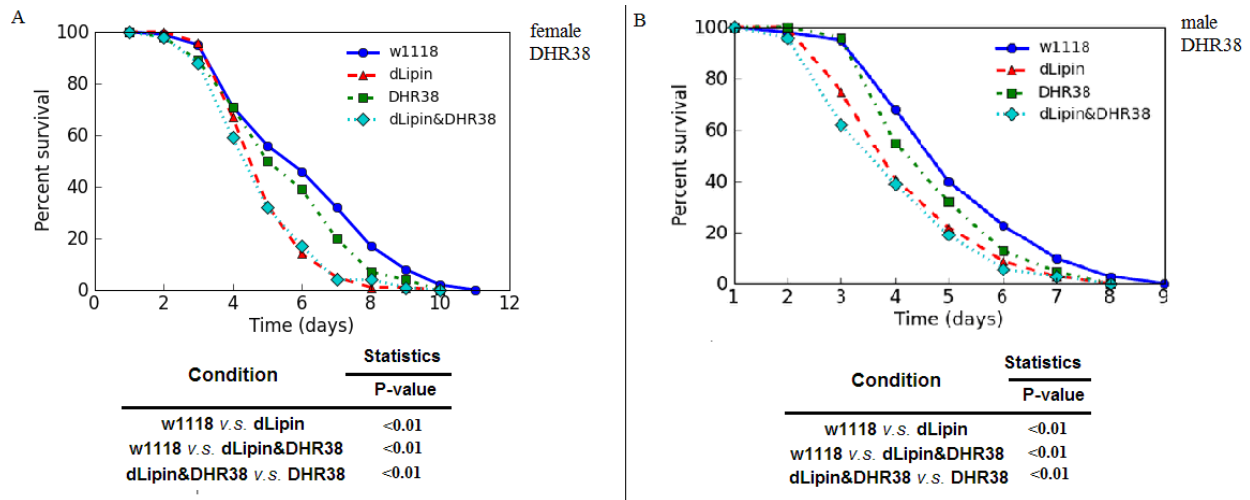 A
female
DHR38
100
80
60
40
20
0
Percent survival
w1118
dLipin
DHR38
dLipin&DHR38
0 2 4 6 8 10 12
Time (days)
Condition Statistics
P-value
w1118 v.s. dLipin <0.01
w1118 v.s. dLipin&DHR38 <0.01
dLipin&DHR38 v.s. DHR38 <0.01
B
male
DHR38
100
80
60
40
20
0
Percent survival
w1118
dLipin
DHR38
dLipin&DHR38
1 2 3 4 5 6 7 8 9
Time (days)
Condition Statistics
P-value
w1118 v.s. dLipin <0.01
w1118 v.s. dLipin&DHR38 <0.01
dLipin&DHR38 v.s. DHR38 <0.01